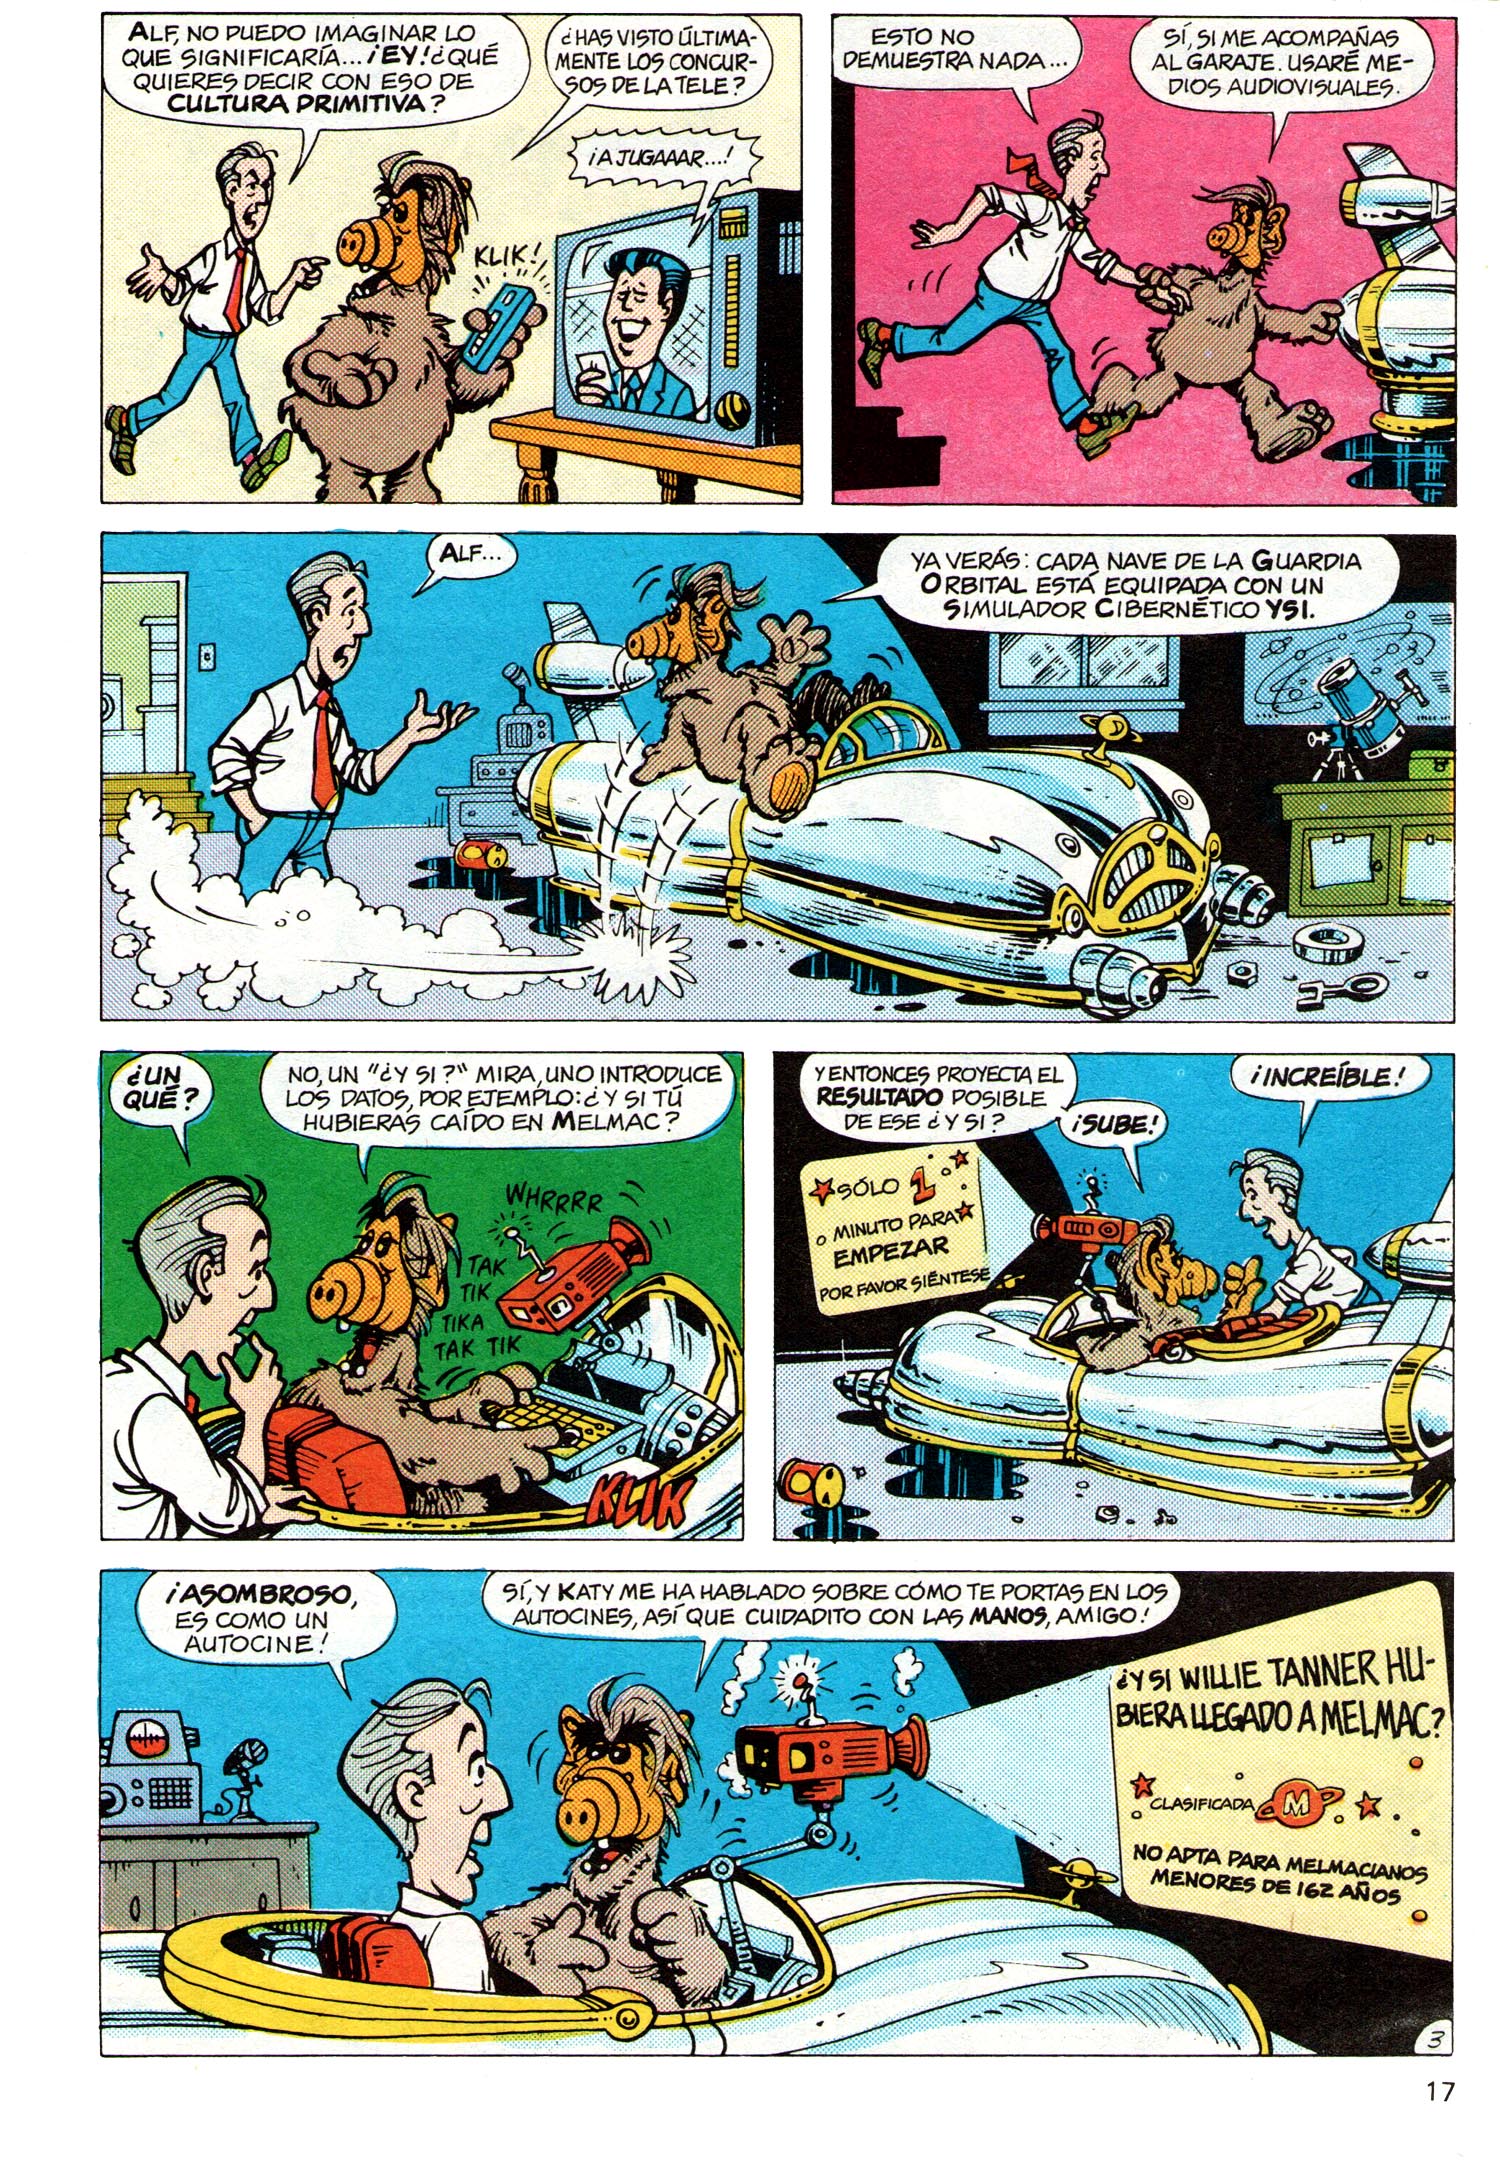 ALF, NO PUEDO IMAGINAR LO
QUE SIGNIFICARÍA... ¡EY! ¿QUÉ
QUIERES DECIR CON ESO DE
CULTURA PRIMITIVA?
¿HAS VISTO ÚLTIMA-
MENTE LOS CONCUR-
SOS DE LA TELE?
¡A JUGAAAR...!
KLIK!
ESTO NO
DEMUESTRA NADA...
SÍ, SI ME ACOMPAÑAS
AL GARAJE. USARÉ ME-
DIOS AUDIOVISUALES.
ALF...
YA VERÁS: CADA NAVE DE LA GUARDIA
ORBITAL ESTÁ EQUIPADA CON UN
SIMULADOR CIBERNÉTICO YSI.
¿UN
QUÉ?
NO, UN "¿Y SI?" MIRA, UNO INTRODUCE
LOS DATOS, POR EJEMPLO: ¿Y SI TÚ
HUBIERAS CAÍDO EN MELMAC?
WHRRRR
TAK
TIK
TIKA
TAK TIK
KLIK
Y ENTONCES PROYECTA EL
RESULTADO POSIBLE
DE ESE ¿Y SI?
¡SUBE!
¡INCREÍBLE!
SÓLO 1
MINUTO PARA
EMPEZAR
POR FAVOR SIÉNTESE
¡ASOMBROSO,
ES COMO UN
AUTOCINE!
SÍ, Y KATY ME HA HABLADO SOBRE CÓMO TE PORTAS EN LOS
AUTOCINES, ASÍ QUE CUIDADITO CON LAS MANOS, AMIGO!
¿Y SI WILLIE TANNER HU-
BIERA LLEGADO A MELMAC?
CLASIFICADA M
NO APTA PARA MELMACIANOS
MENORES DE 162 AÑOS
3
17